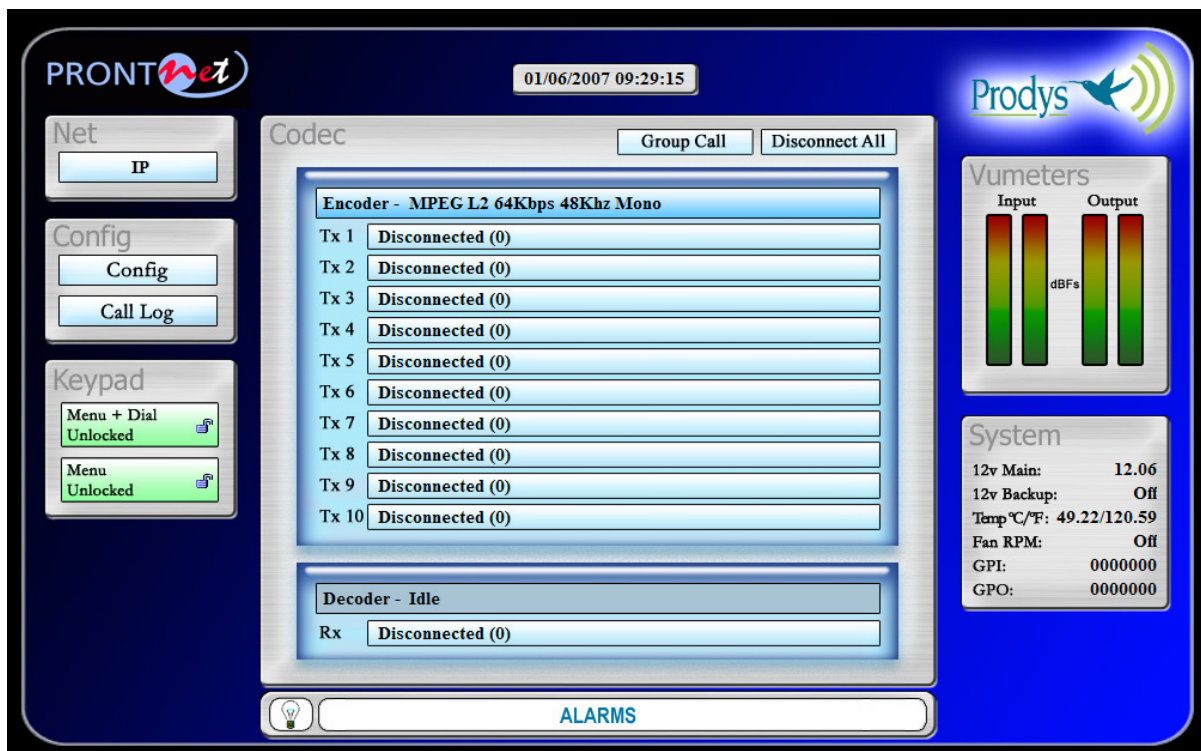 PRONTnet
01/06/2007 09:29:15
Prodys
Net
IP
Config
Config
Call Log
Keypad
Menu + Dial
Unlocked
Menu
Unlocked
Codec
Group Call
Disconnect All
Encoder - MPEG L2 64Kbps 48Khz Mono
Tx 1 Disconnected (0)
Tx 2 Disconnected (0)
Tx 3 Disconnected (0)
Tx 4 Disconnected (0)
Tx 5 Disconnected (0)
Tx 6 Disconnected (0)
Tx 7 Disconnected (0)
Tx 8 Disconnected (0)
Tx 9 Disconnected (0)
Tx 10 Disconnected (0)
Decoder - Idle
Rx Disconnected (0)
ALARMS
Vumeters
Input Output
dBFs
System
12v Main: 12.06
12v Backup: Off
Temp ºC/ºF: 49.22/120.59
Fan RPM: Off
GPI: 0000000
GPO: 0000000